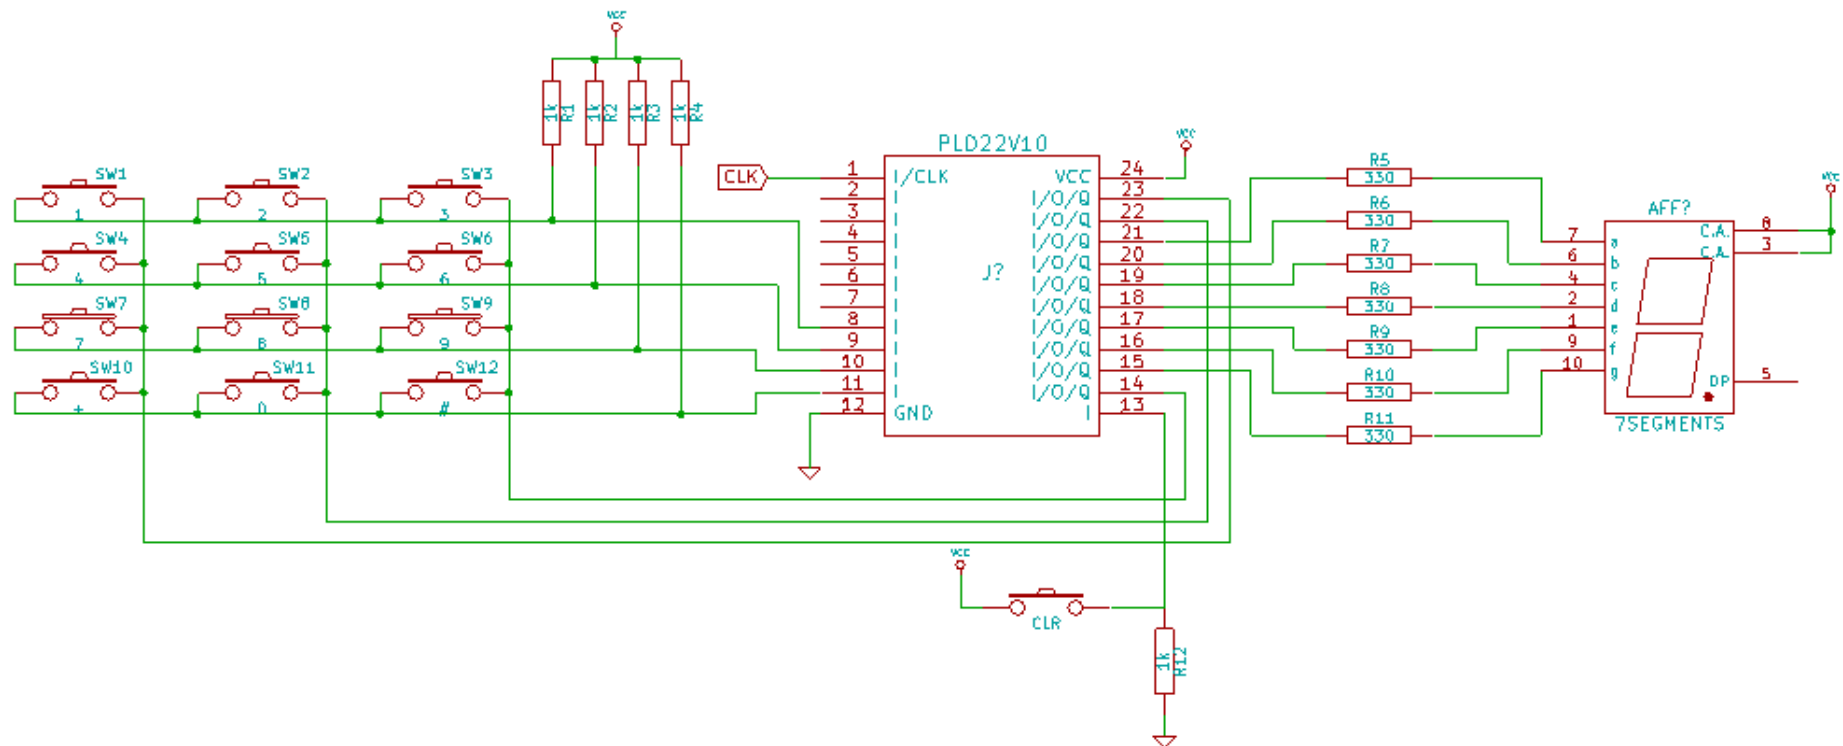 VCC
1k R1 1k R2 1k R3 1k R4
SW1 SW2 SW3
1 2 3
SW4 SW5 SW6
4 5 6
SW7 SW8 SW9
7 8 9
SW10 SW11 SW12
+ 0 #
CLK
PLD22V10
J?
1 I/CLK
2 I
3 I
4 I
5 I
6 I
7 I
8 I
9 I
10 I
11 I
12 GND
VCC
VCC 24
I/O/Q 23
I/O/Q 22
I/O/Q 21
I/O/Q 20
I/O/Q 19
I/O/Q 18
I/O/Q 17
I/O/Q 16
I/O/Q 15
I/O/Q 14
I 13
R5
330
R6
330
R7
330
R8
330
R9
330
R10
330
R11
330
VCC
AFF?
7 a
6 b
4 c
2 d
1 e
9 f
10 g
C.A. 8
C.A. 3
DP 5
7SEGMENTS
VCC
CLR
1k R12